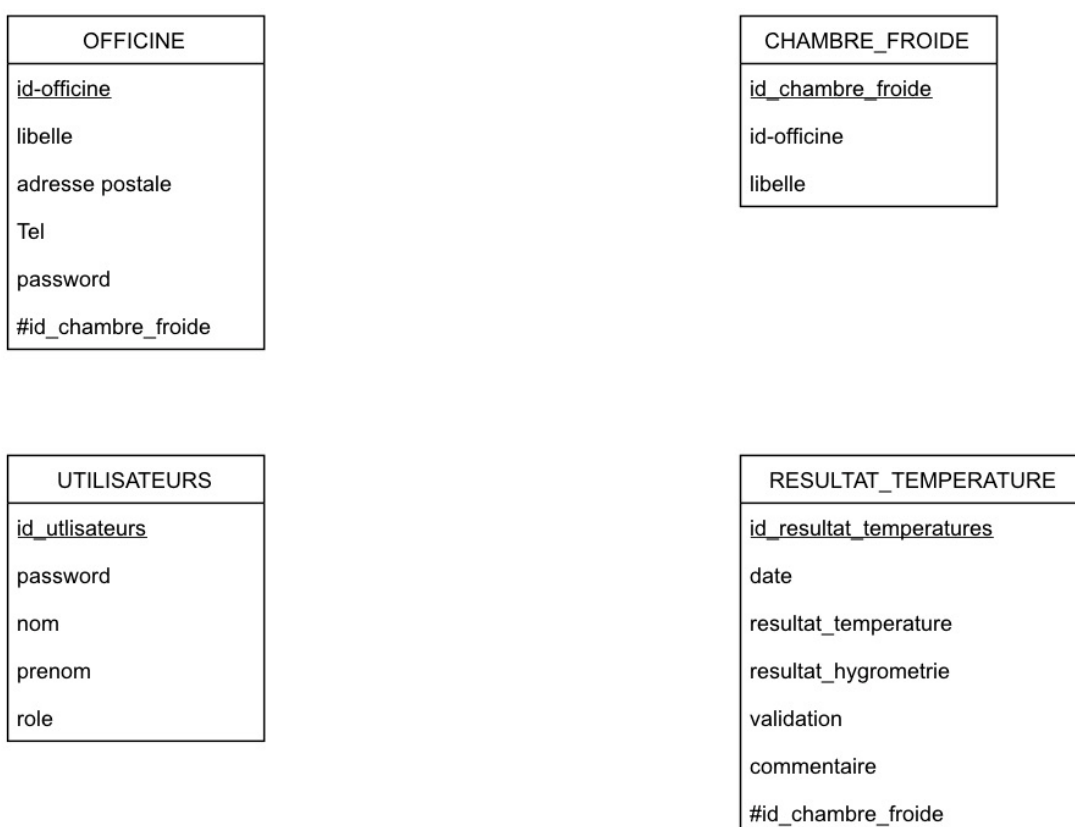 OFFICINE
id-officine
libelle
adresse postale
Tel
password
#id_chambre_froide
CHAMBRE_FROIDE
id_chambre_froide
id-officine
libelle
UTILISATEURS
id_utlisateurs
password
nom
prenom
role
RESULTAT_TEMPERATURE
id_resultat_temperatures
date
resultat_temperature
resultat_hygrometrie
validation
commentaire
#id_chambre_froide